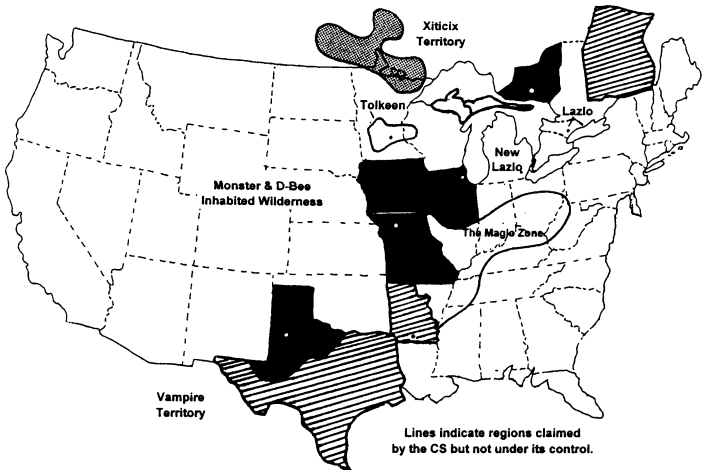 Xiticix
Territory
Tolkeen
Lazlo
New
Lazlo
Monster & D-Bee
Inhabited Wilderness
The Magic Zone
Vampire
Territory
Lines indicate regions claimed
by the CS but not under its control.